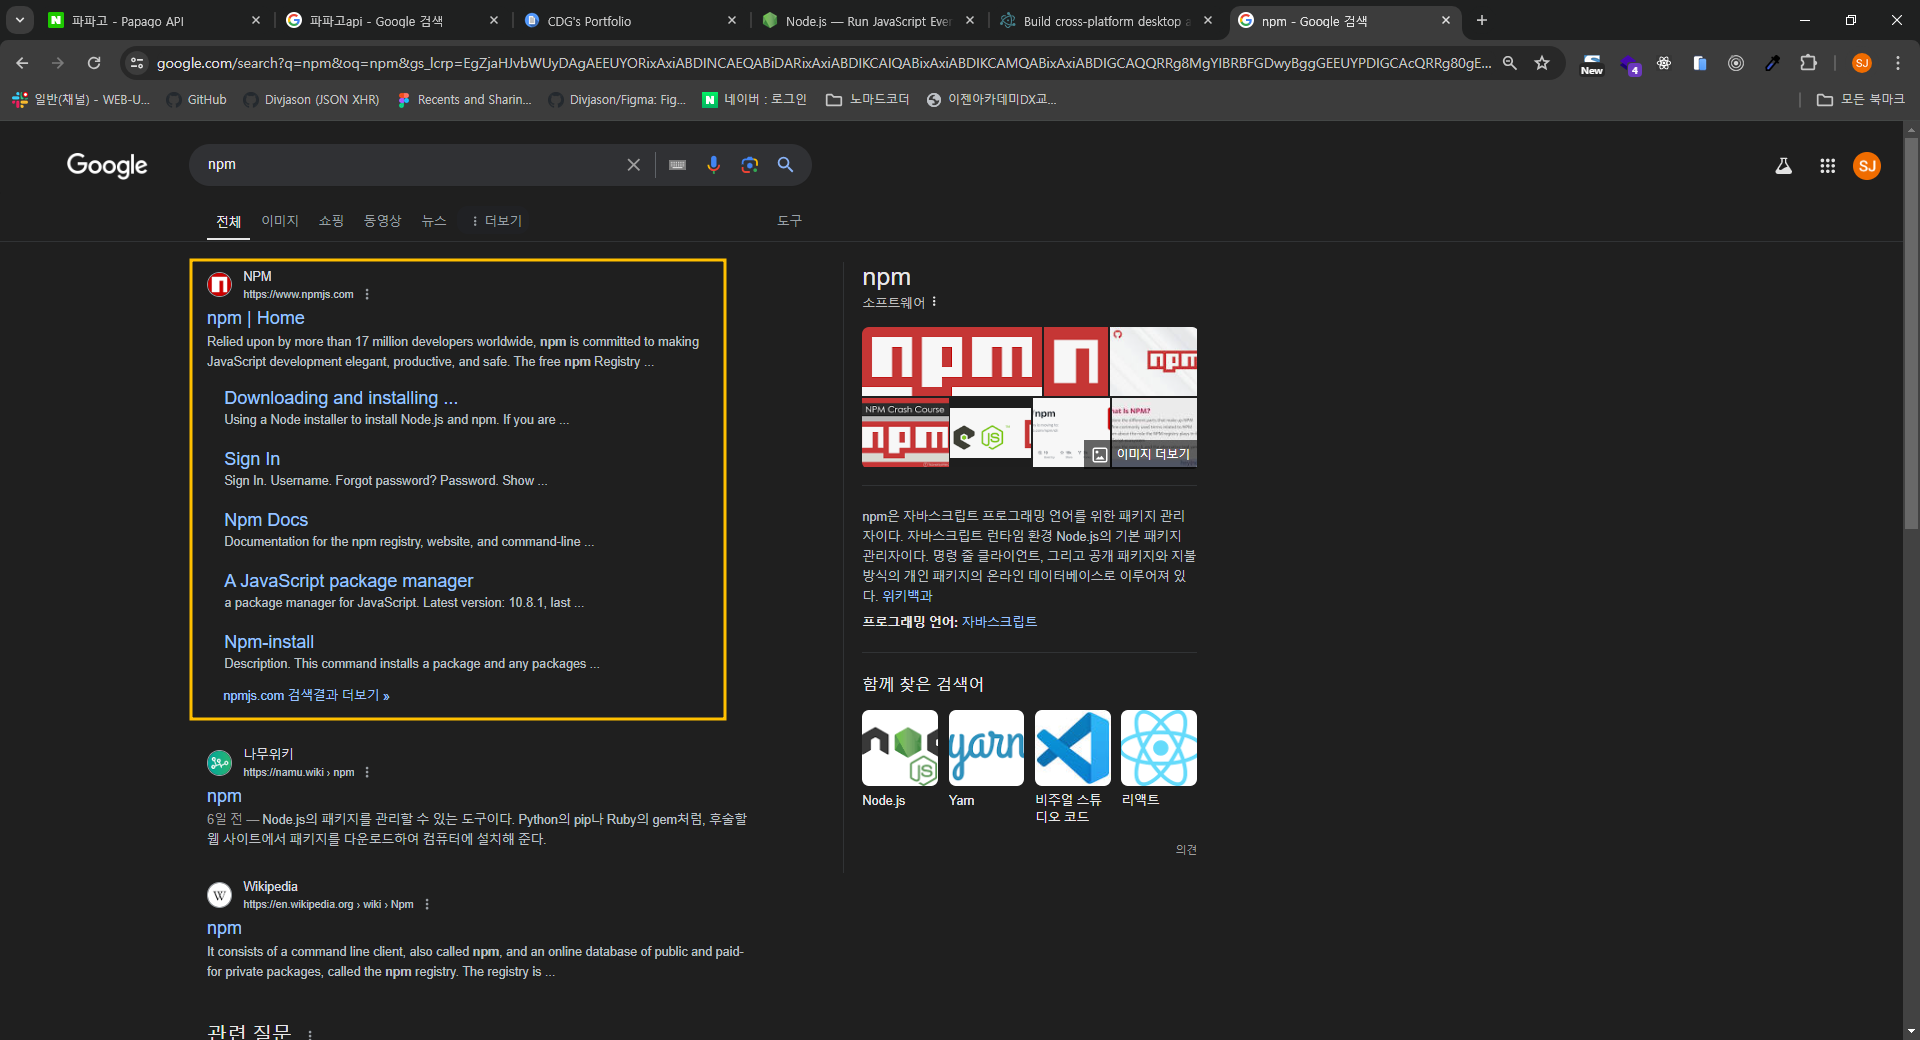 파파고 - Papago API
파파고api - Google 검색
CDG's Portfolio
Node.js — Run JavaScript Ever
Build cross-platform desktop a
npm - Google 검색
google.com/search?q=npm&oq=npm&gs_lcrp=EgZjaHJvbWUyDAgAEEUYORixAxiABDINCAEQABiDARixAxiABDIKCAIQABixAxiABDIKCAMQABixAxiABDIGCAQQRRg8MgYIBRBFGDwyBggGEEUYPDIGCAcQRRg80gE...
New
4
SJ
일반(채널) - WEB-U...
GitHub
Divjason (JSON XHR)
Recents and Sharin...
Divjason/Figma: Fig...
네이버 : 로그인
노마드코더
이젠아카데미DX교...
모든 북마크
Google
npm
SJ
전체
이미지
쇼핑
동영상
뉴스
더보기
도구
NPM
https://www.npmjs.com
npm | Home
Relied upon by more than 17 million developers worldwide, npm is committed to making
JavaScript development elegant, productive, and safe. The free npm Registry ...
Downloading and installing ...
Using a Node installer to install Node.js and npm. If you are ...
Sign In
Sign In. Username. Forgot password? Password. Show ...
Npm Docs
Documentation for the npm registry, website, and command-line ...
A JavaScript package manager
a package manager for JavaScript. Latest version: 10.8.1, last ...
Npm-install
Description. This command installs a package and any packages ...
npmjs.com 검색결과 더보기 »
나무위키
https://namu.wiki › npm
npm
6일 전 — Node.js의 패키지를 관리할 수 있는 도구이다. Python의 pip나 Ruby의 gem처럼, 후술할
웹 사이트에서 패키지를 다운로드하여 컴퓨터에 설치해 준다.
W
Wikipedia
https://en.wikipedia.org › wiki › Npm
npm
It consists of a command line client, also called npm, and an online database of public and paid-
for private packages, called the npm registry. The registry is ...
관련 질문
npm
소프트웨어
npm
n
npm
NPM Crash Course
npm
JS
npm
hat Is NPM?
이미지 더보기
npm은 자바스크립트 프로그래밍 언어를 위한 패키지 관리
자이다. 자바스크립트 런타임 환경 Node.js의 기본 패키지
관리자이다. 명령 줄 클라이언트, 그리고 공개 패키지와 지불
방식의 개인 패키지의 온라인 데이터베이스로 이루어져 있
다. 위키백과
프로그래밍 언어: 자바스크립트
함께 찾은 검색어
JS
yarn
Node.js
Yarn
비주얼 스튜
디오 코드
리액트
의견